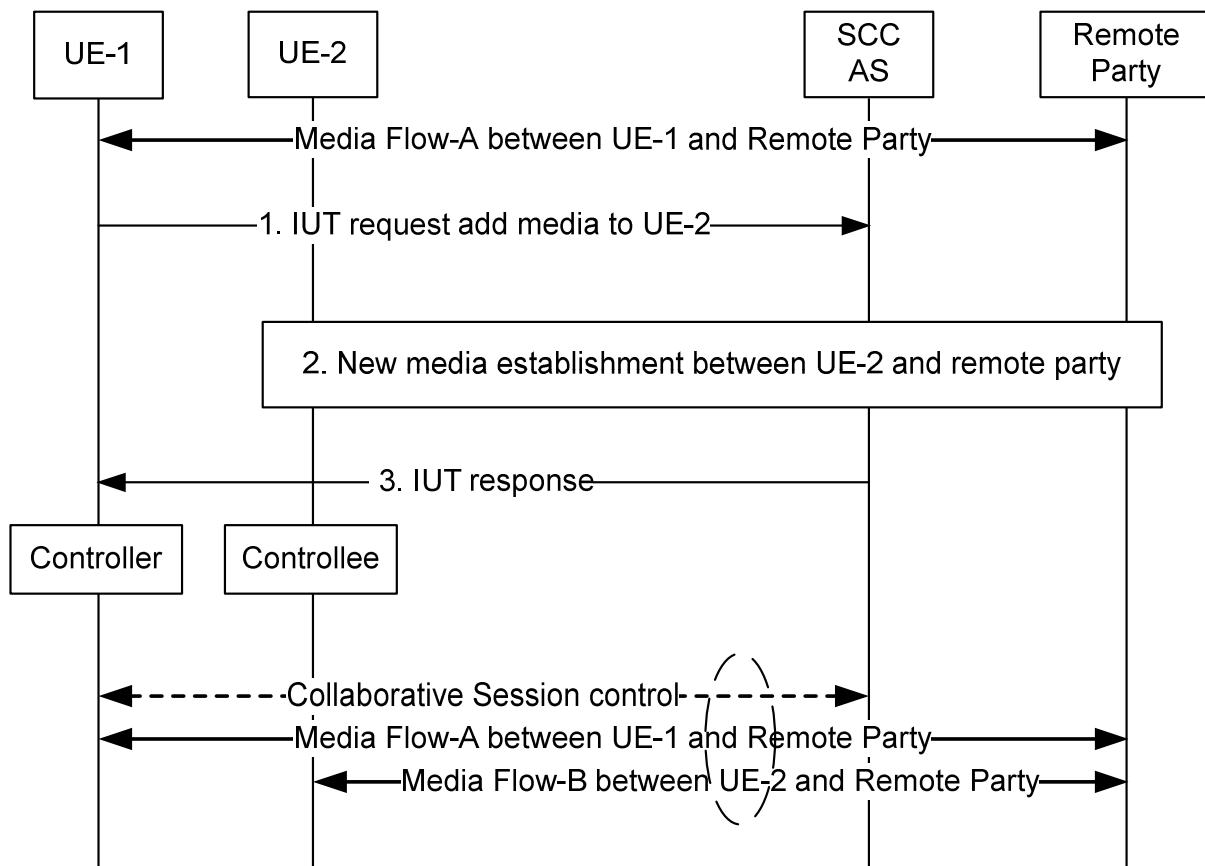 UE-1
UE-2
SCC
AS
Remote
Party
Media Flow-A between UE-1 and Remote Party
1. IUT request add media to UE-2
2. New media establishment between UE-2 and remote party
3. IUT response
Controller
Controllee
Collaborative Session control
Media Flow-A between UE-1 and Remote Party
Media Flow-B between UE-2 and Remote Party